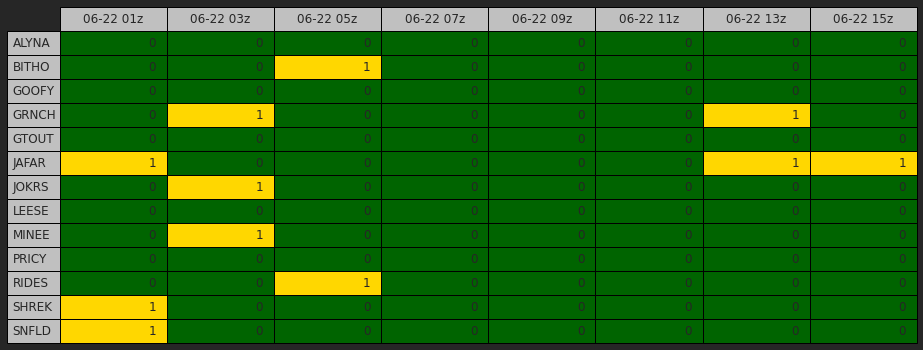 06-22 01z 06-22 03z 06-22 05z 06-22 07z 06-22 09z 06-22 11z 06-22 13z 06-22 15z
ALYNA 0 0 0 0 0 0 0 0
BITHO 0 0 1 0 0 0 0 0
GOOFY 0 0 0 0 0 0 0 0
GRNCH 0 1 0 0 0 0 1 0
GTOUT 0 0 0 0 0 0 0 0
JAFAR 1 0 0 0 0 0 1 1
JOKRS 0 1 0 0 0 0 0 0
LEESE 0 0 0 0 0 0 0 0
MINEE 0 1 0 0 0 0 0 0
PRICY 0 0 0 0 0 0 0 0
RIDES 0 0 1 0 0 0 0 0
SHREK 1 0 0 0 0 0 0 0
SNFLD 1 0 0 0 0 0 0 0